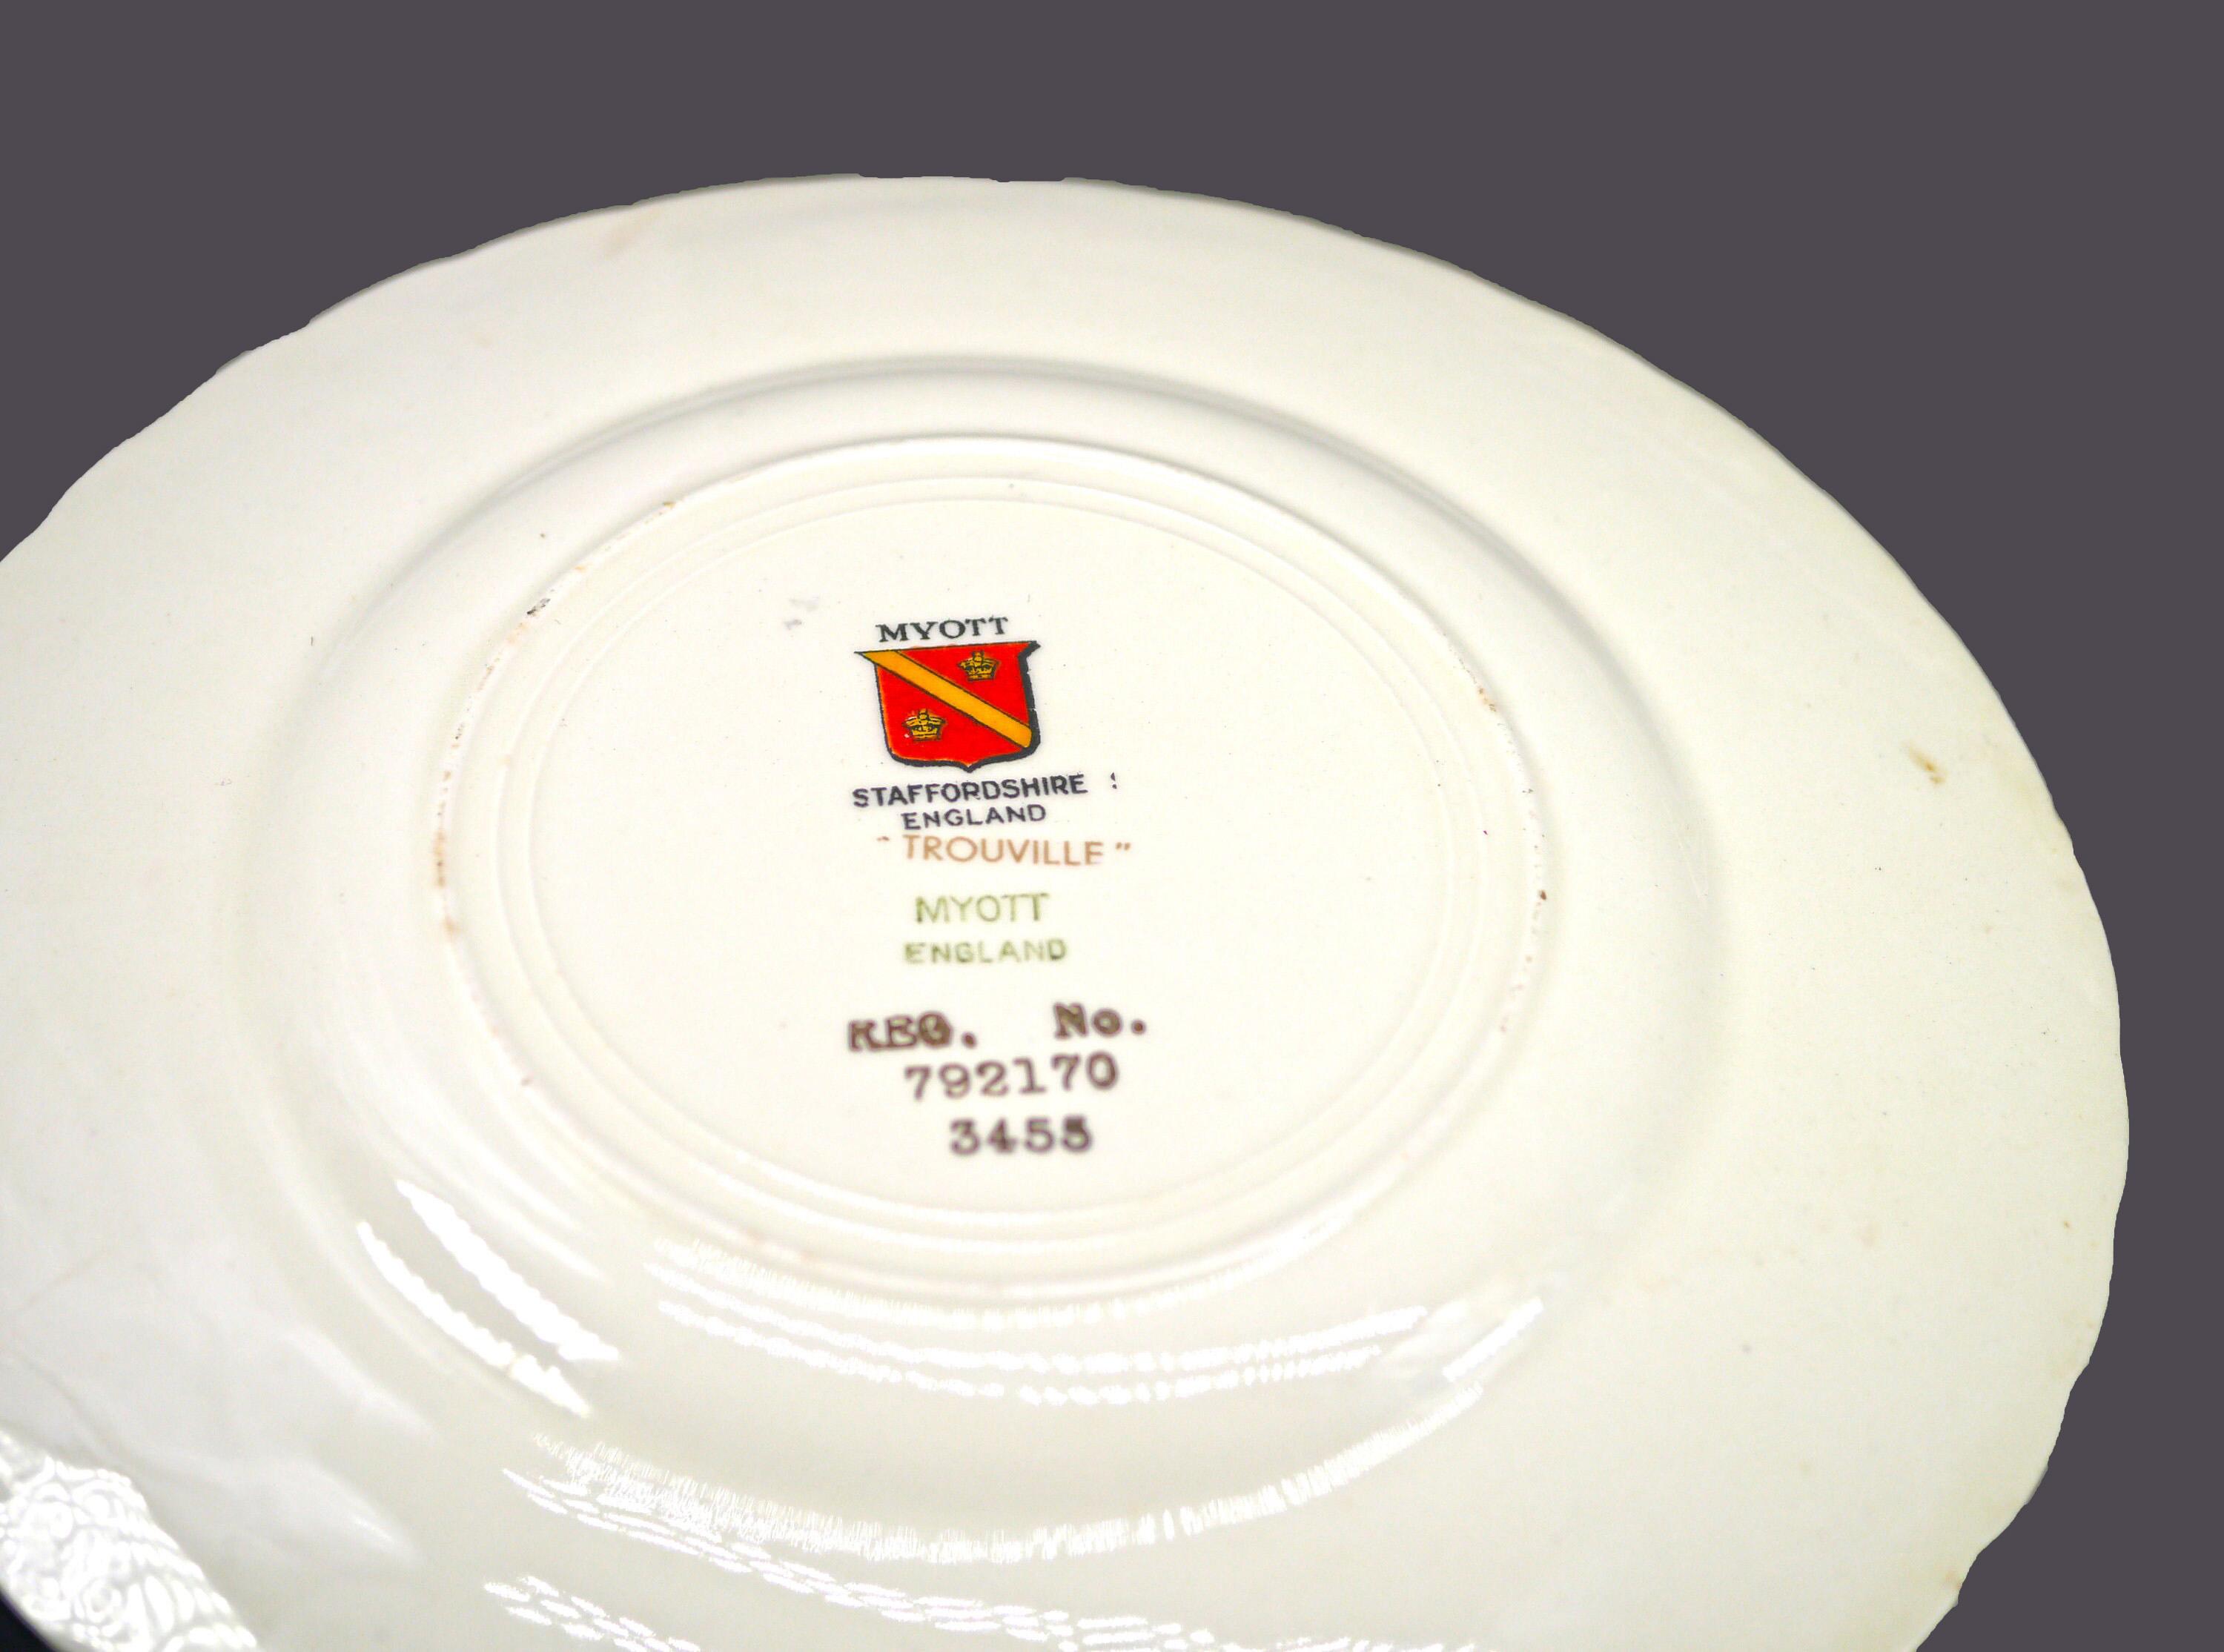 MYOTT
STAFFORDSHIRE :
ENGLAND
"TROUVILLE"
MYOTT
ENGLAND
REG. No.
792170
3455